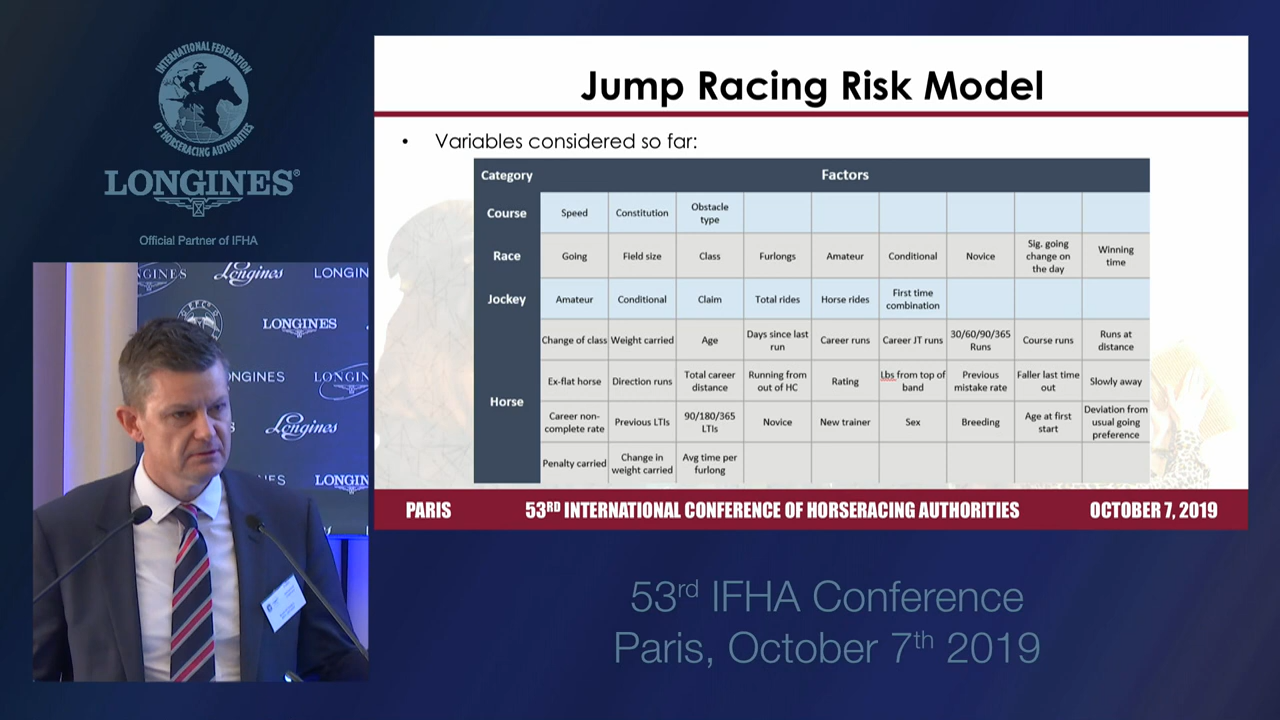 INTERNATIONAL FEDERATION
OF HORSERACING AUTHORITIES
LONGINES®
Official Partner of IFHA
Jump Racing Risk Model
• Variables considered so far:
Category Factors
Course Speed Constitution Obstacle type
Race Going Field size Class Furlongs Amateur Conditional Novice Sig. going change on the day Winning time
Jockey Amateur Conditional Claim Total rides Horse rides First time combination
Horse
Change of class Weight carried Age Days since last run Career runs Career JT runs 30/60/90/365 Runs Course runs Runs at distance
Ex-flat horse Direction runs Total career distance Running from out of HC Rating Lbs from top of band Previous mistake rate Faller last time out Slowly away
Career non-complete rate Previous LTIs 90/180/365 LTIs Novice New trainer Sex Breeding Age at first start Deviation from usual going preference
Penalty carried Change in weight carried Avg time per furlong
PARIS 53RD INTERNATIONAL CONFERENCE OF HORSERACING AUTHORITIES OCTOBER 7, 2019
NGINES Longines LONGIN
LONGINES
NGINES LONGIN
Longines
LONGIN
53rd IFHA Conference
Paris, October 7th 2019